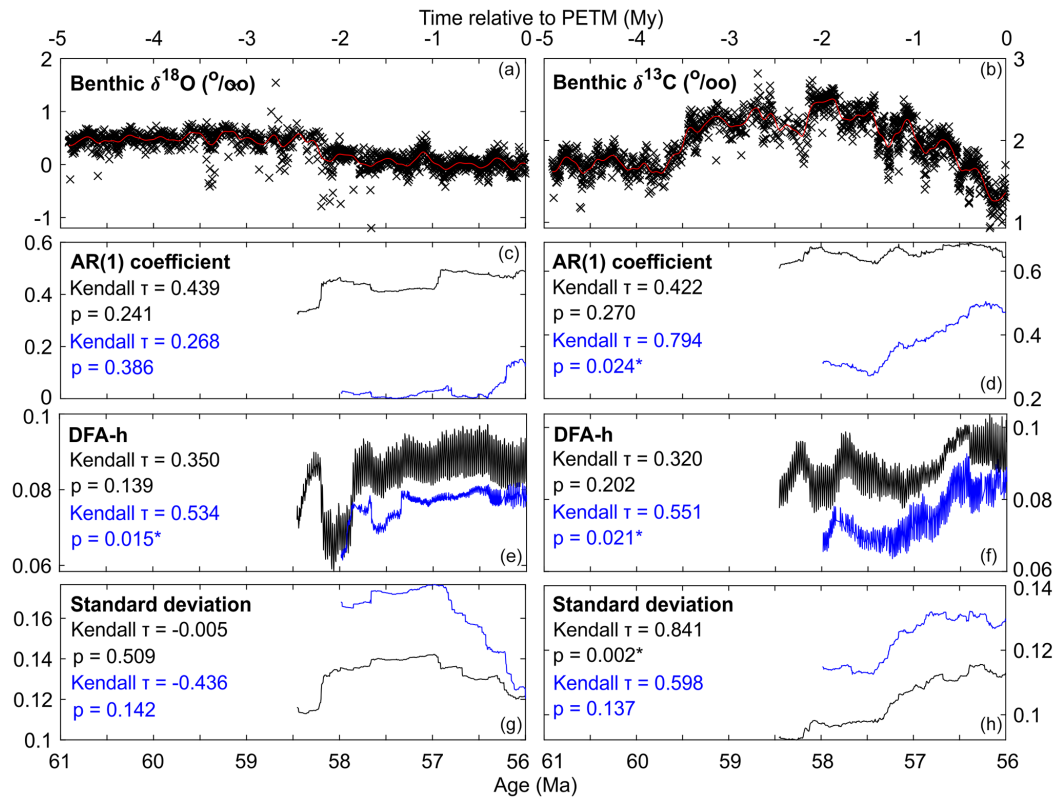 Time relative to PETM (My)
-5 -4 -3 -2 -1 0 -5 -4 -3 -2 -1 0
2 1 0 -1
Benthic δ18O (o/oo)
(a)
Benthic δ13C (o/oo)
(b)
3 2 1
0.6 0.4 0.2 0
AR(1) coefficient
(c)
Kendall τ = 0.439
p = 0.241
Kendall τ = 0.268
p = 0.386
AR(1) coefficient
Kendall τ = 0.422
p = 0.270
Kendall τ = 0.794
p = 0.024*
(d)
0.6 0.4 0.2
0.1 0.08 0.06
DFA-h
Kendall τ = 0.350
p = 0.139
Kendall τ = 0.534
p = 0.015*
(e)
DFA-h
Kendall τ = 0.320
p = 0.202
Kendall τ = 0.551
p = 0.021*
(f)
0.1 0.08 0.06
0.16 0.14 0.12 0.1
Standard deviation
Kendall τ = -0.005
p = 0.509
Kendall τ = -0.436
p = 0.142
(g)
Standard deviation
Kendall τ = 0.841
p = 0.002*
Kendall τ = 0.598
p = 0.137
(h)
0.14 0.12 0.1
61 60 59 58 57 56 61 60 59 58 57 56
Age (Ma)